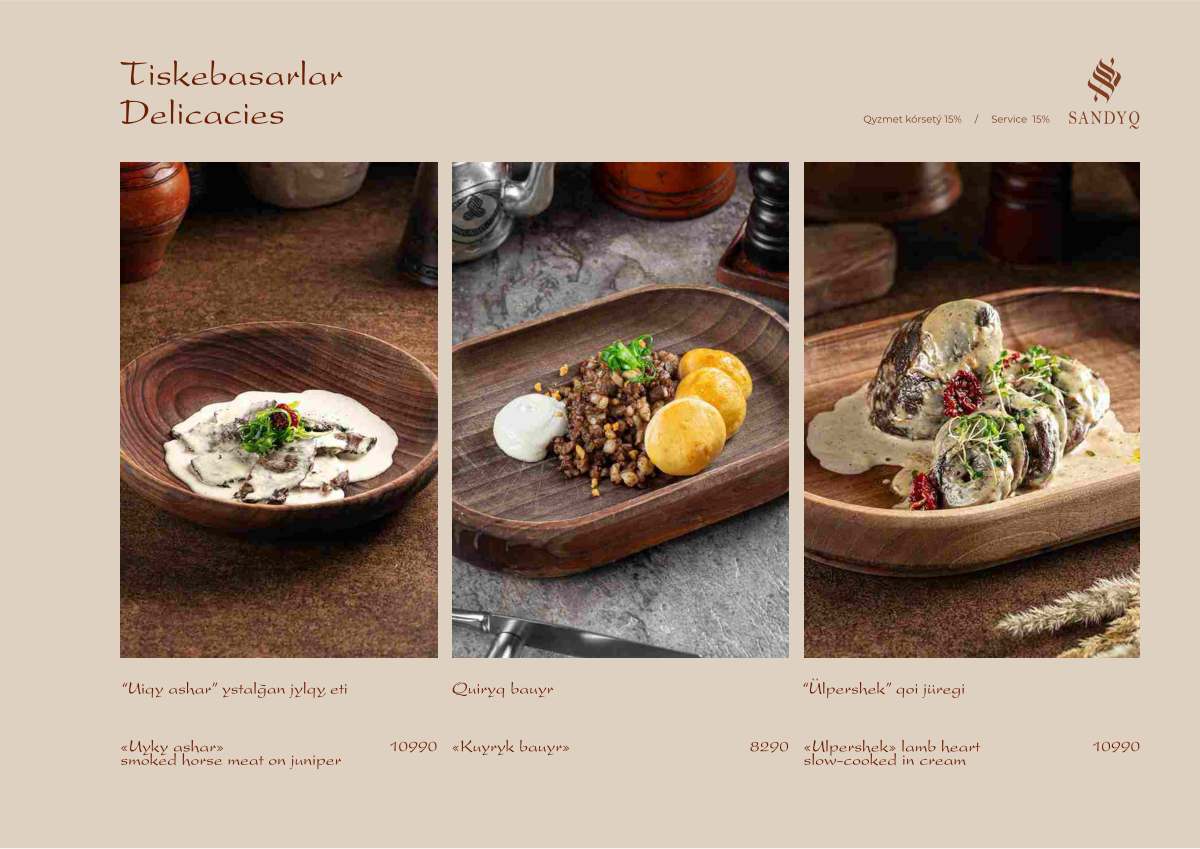 Tiskebasarlar
Delicacies
Qyzmet kórsetý 15% / Service 15%
SANDYQ
“Uiqy ashar” ystalğan jylqy eti
Quiryq bauyr
“Ülpershek” qoi jüregi
«Uyky ashar» 10990
smoked horse meat on juniper
«Kuyryk bauyr» 8290
«Ulpershek» lamb heart 10990
slow-cooked in cream